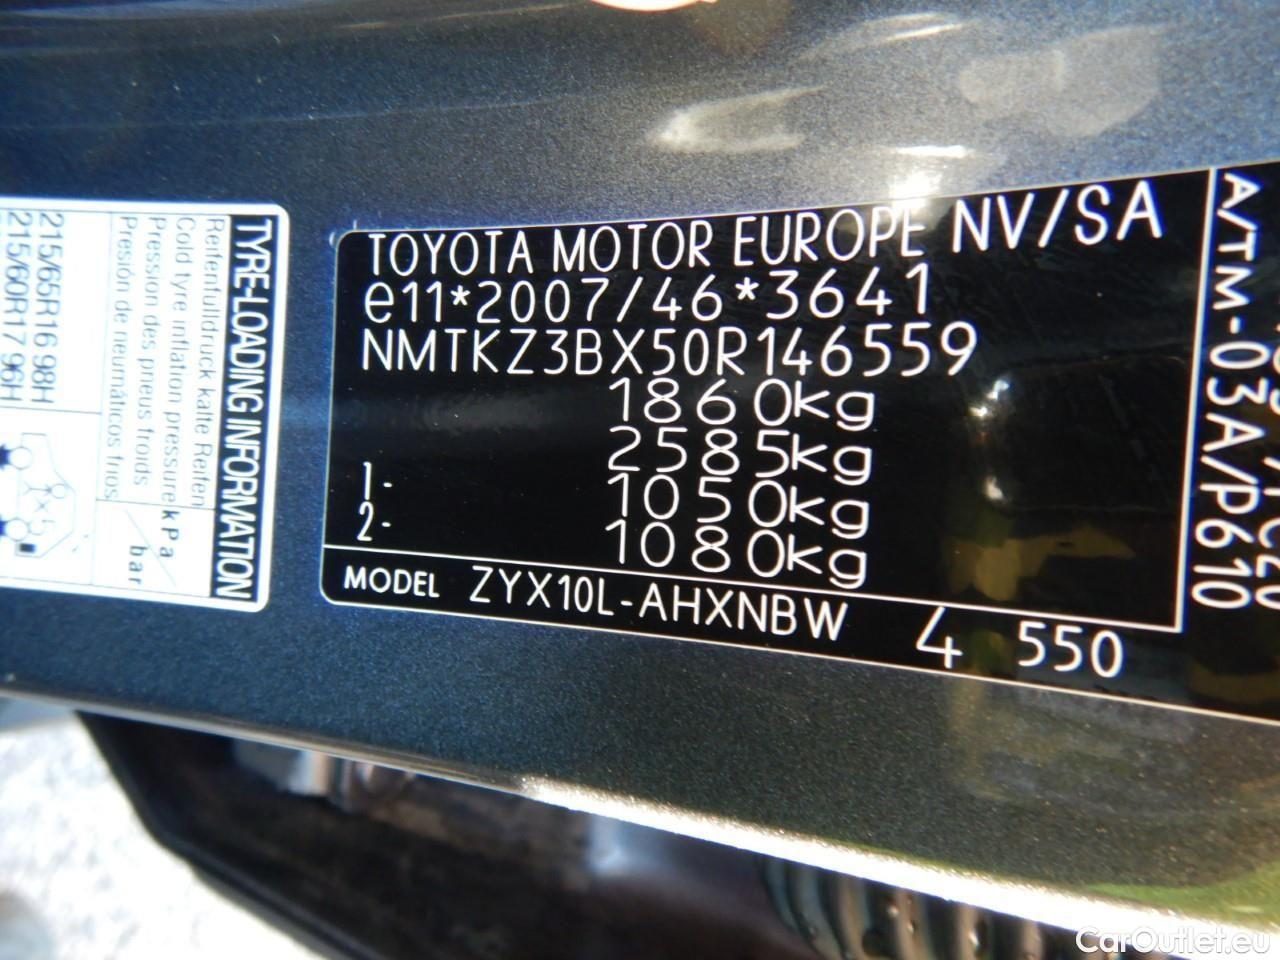 TYRE-LOADING INFORMATION
Reifenfülldruck kalte Reifen
Cold tyre inflation pressure
Pression des pneus froids
Presión de neumáticos fríos
kPa/
/bar
215/65R16 98H
215/60R17 96H
5
TOYOTA MOTOR EUROPE NV/SA
e11*2007/46*3641
NMTKZ3BX50R146559
1860kg
2585kg
1- 1050kg
2- 1080kg
MODEL ZYX10L-AHXNBW 4 550
A/TM-03A/P610
CarOutlet.eu